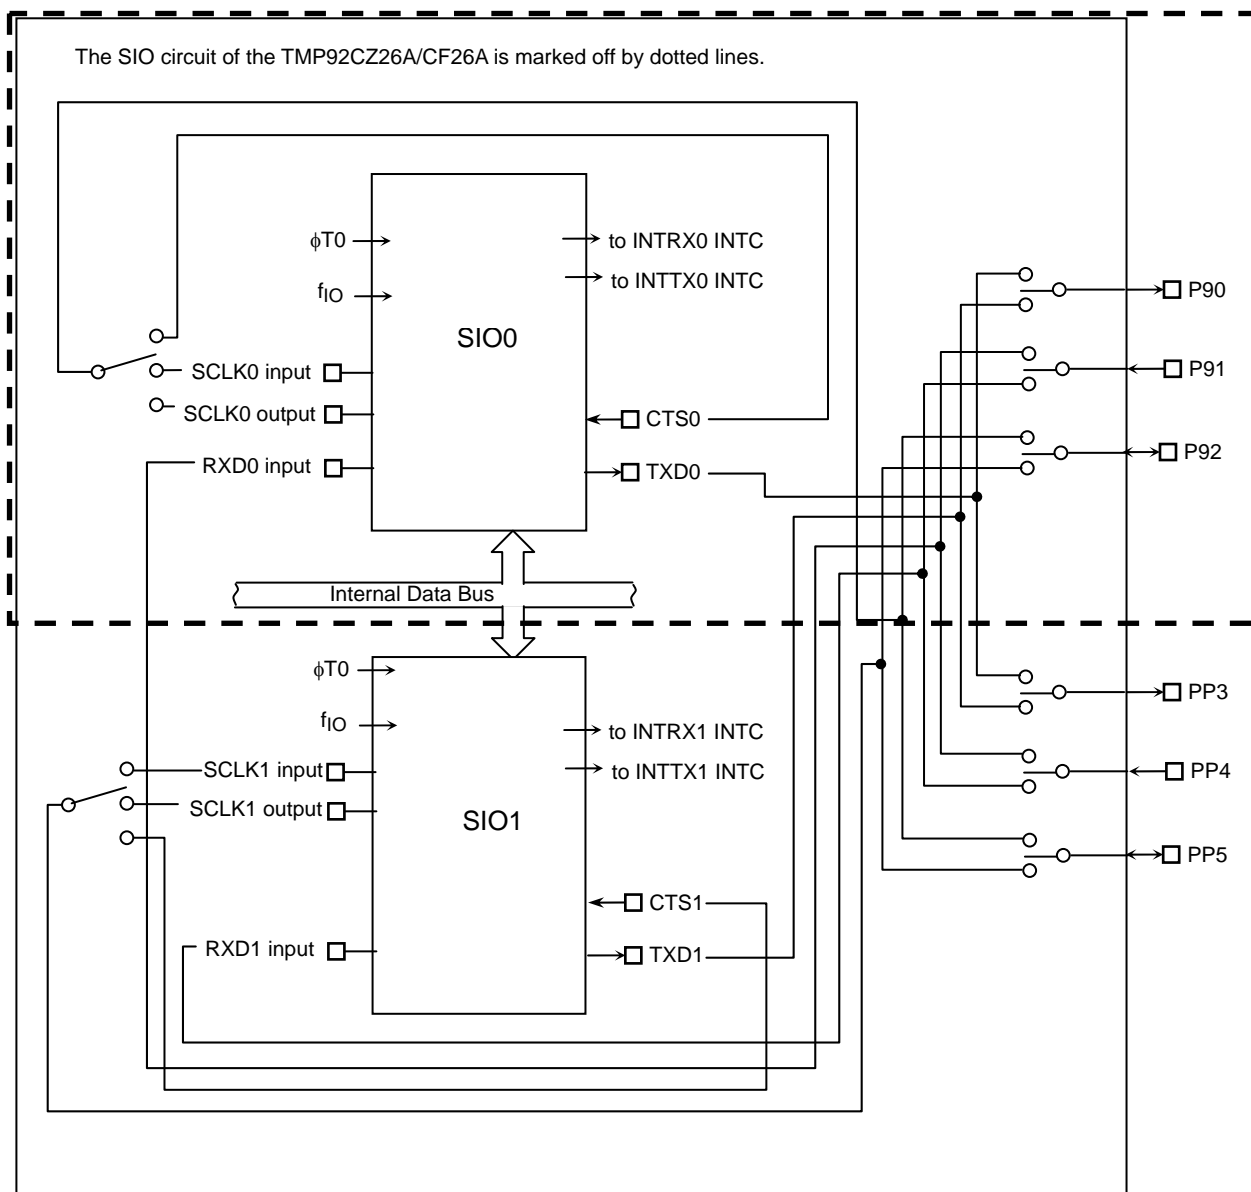 The SIO circuit of the TMP92CZ26A/CF26A is marked off by dotted lines.
ϕT0
to INTRX0 INTC
to INTTX0 INTC
fIO
SIO0
SCLK0 input
SCLK0 output
CTS0
RXD0 input
TXD0
P90
P91
P92
Internal Data Bus
ϕT0
fIO
to INTRX1 INTC
to INTTX1 INTC
SCLK1 input
SCLK1 output
SIO1
CTS1
RXD1 input
TXD1
PP3
PP4
PP5